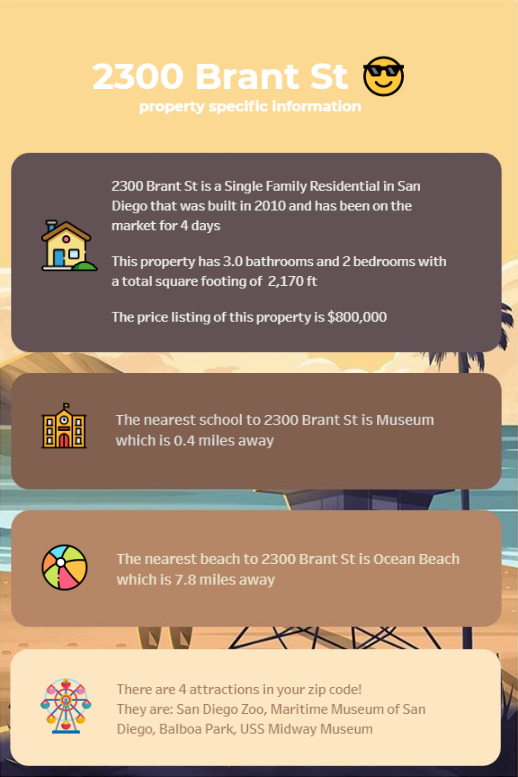 2300 Brant St
property specific information
2300 Brant St is a Single Family Residential in San
Diego that was built in 2010 and has been on the
market for 4 days
This property has 3.0 bathrooms and 2 bedrooms with
a total square footing of 2,170 ft
The price listing of this property is $800,000
The nearest school to 2300 Brant St is Museum
which is 0.4 miles away
The nearest beach to 2300 Brant St is Ocean Beach
which is 7.8 miles away
There are 4 attractions in your zip code!
They are: San Diego Zoo, Maritime Museum of San
Diego, Balboa Park, USS Midway Museum